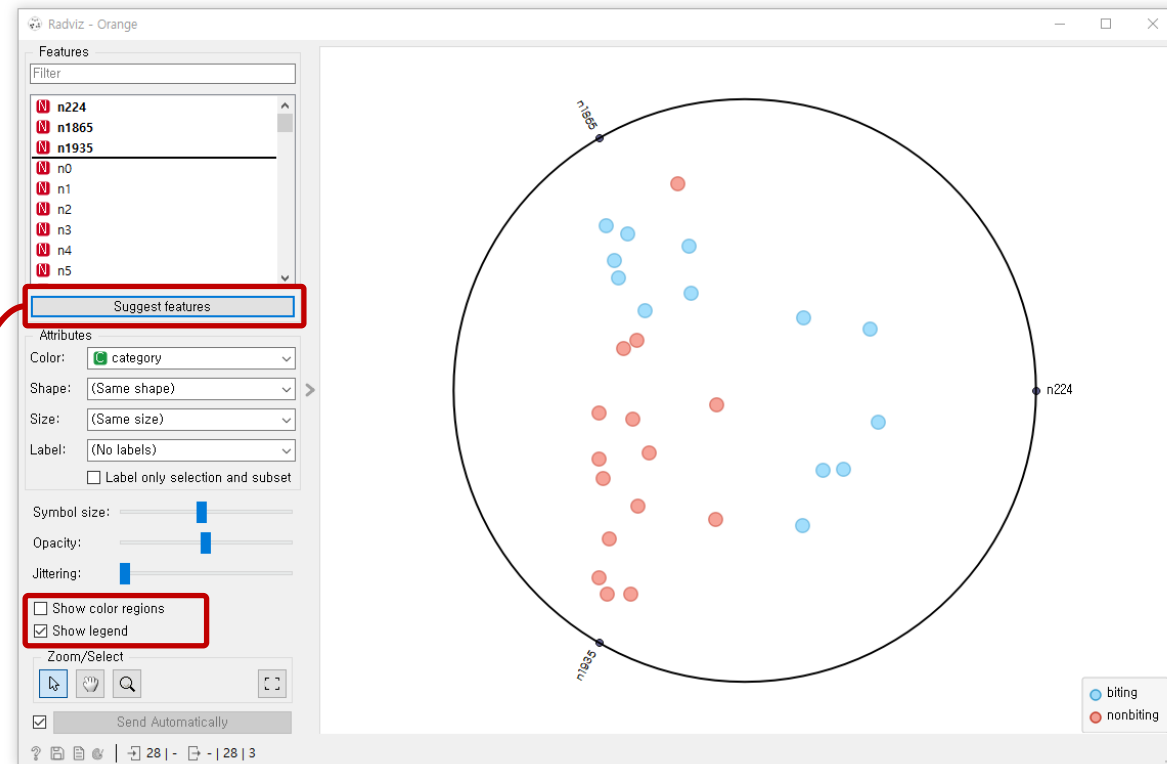 Radviz - Orange
Features
Filter
N n224
N n1865
N n1935
N n0
N n1
N n2
N n3
N n4
N n5
Suggest features
Attributes
Color: C category
Shape: (Same shape)
Size: (Same size)
Label: (No labels)
Label only selection and subset
Symbol size:
Opacity:
Jittering:
Show color regions
Show legend
Zoom/Select
Send Automatically
? 28 | - - | 28 | 3
n1865
n224
n1935
biting
nonbiting